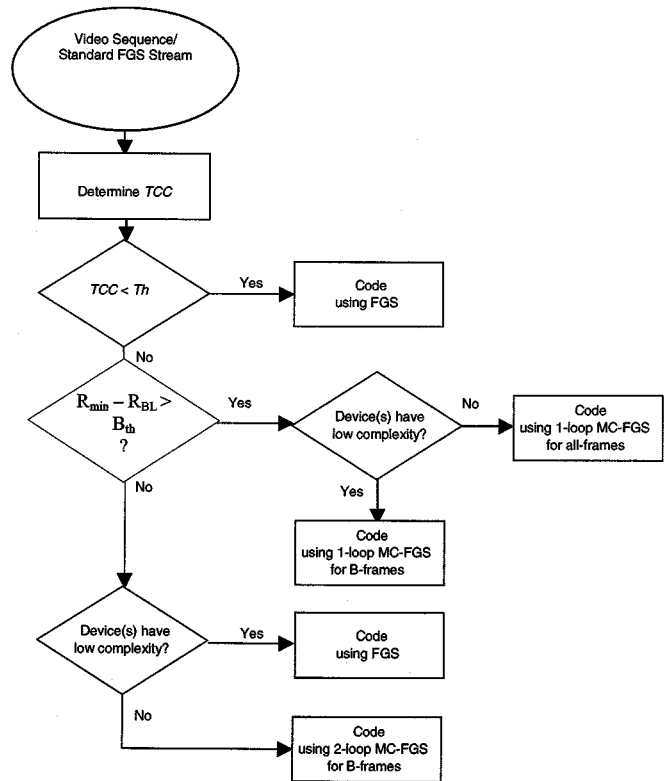 Video Sequence/
Standard FGS Stream
Determine TCC
TCC < Th
Yes
Code
using FGS
No
R_min – R_BL >
B_th
?
Yes
Device(s) have
low complexity?
No
Code
using 1-loop MC-FGS
for all-frames
No
Yes
Code
using 1-loop MC-FGS
for B-frames
Device(s) have
low complexity?
Yes
Code
using FGS
No
Code
using 2-loop MC-FGS
for B-frames